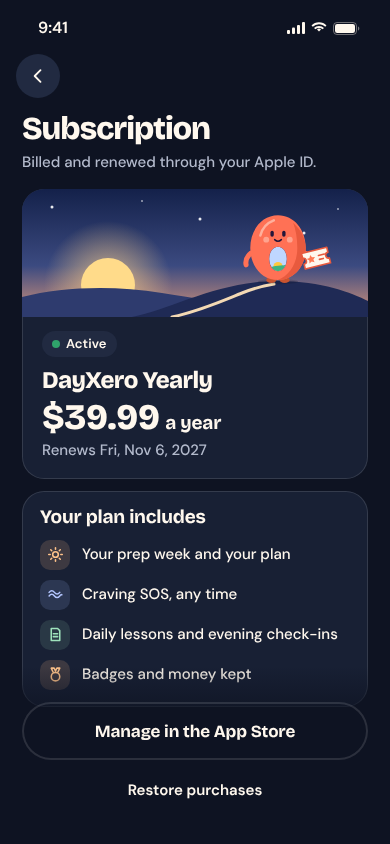 9:41
Subscription
Billed and renewed through your Apple ID.
Active
DayXero Yearly
$39.99 a year
Renews Fri, Nov 6, 2027
Your plan includes
Your prep week and your plan
Craving SOS, any time
Daily lessons and evening check-ins
Badges and money kept
Manage in the App Store
Restore purchases